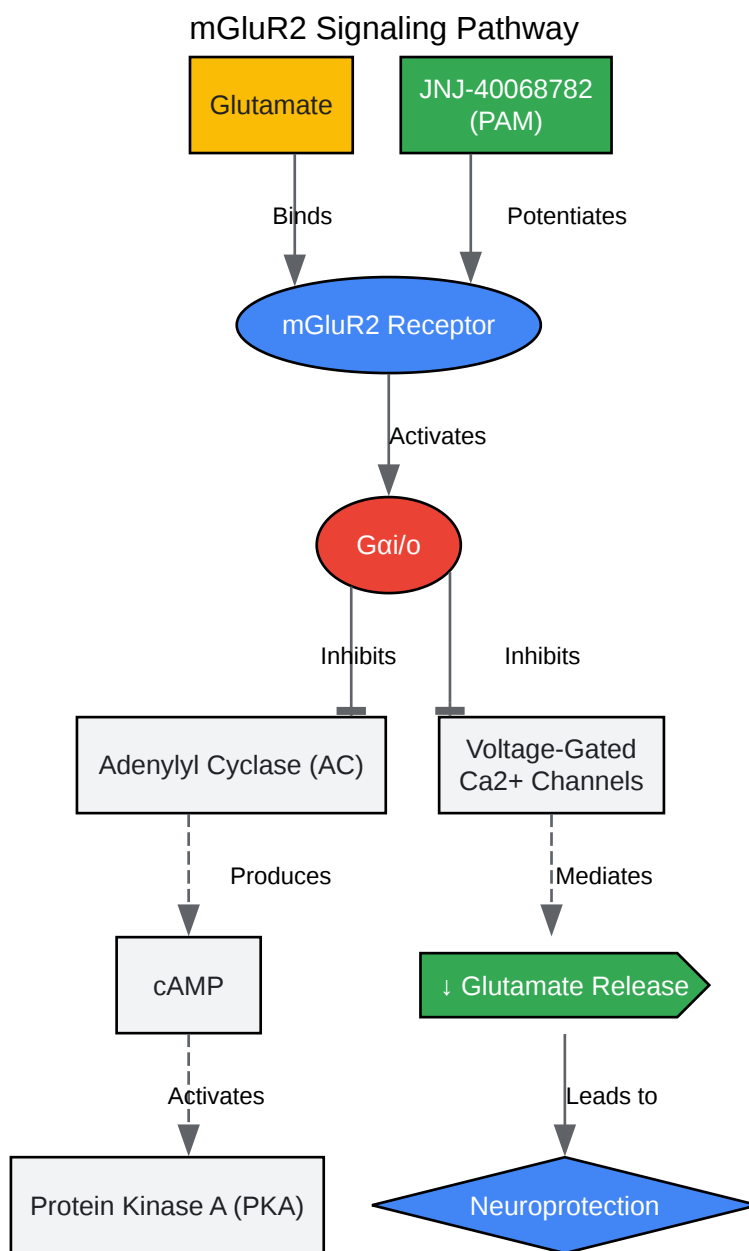 mGluR2 Signaling Pathway
Glutamate
JNJ-40068782
(PAM)
Binds
Potentiates
mGluR2 Receptor
Activates
Gαi/o
Inhibits
Inhibits
Adenylyl Cyclase (AC)
Voltage-Gated
Ca2+ Channels
Produces
Mediates
cAMP
↓ Glutamate Release
Activates
Leads to
Protein Kinase A (PKA)
Neuroprotection